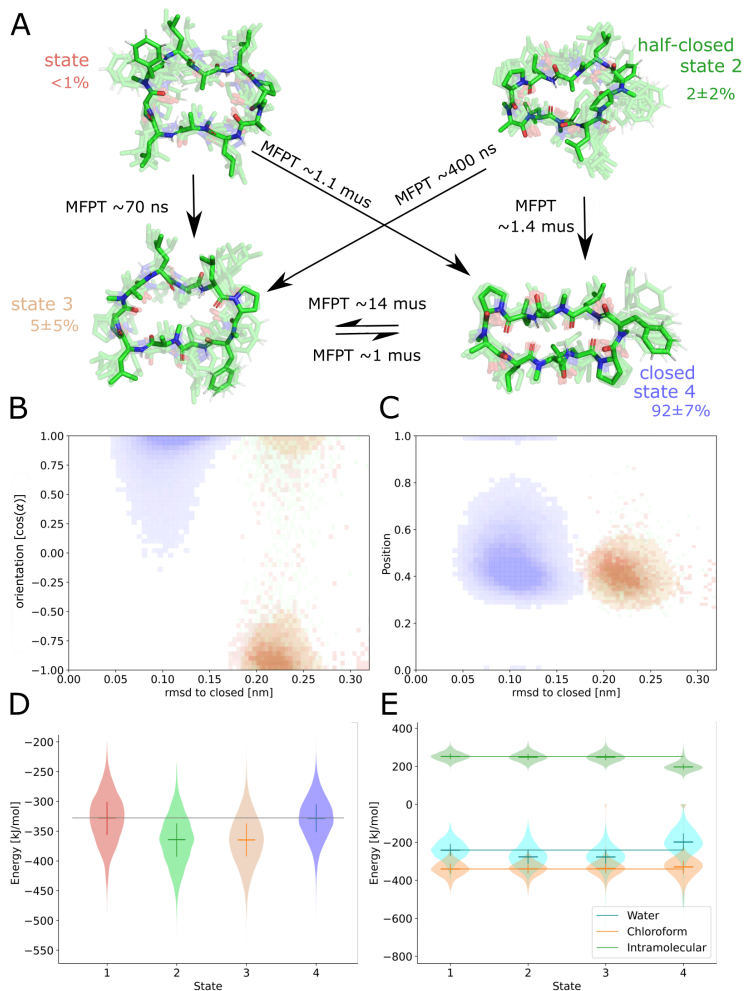 A
state
<1%
half-closed
state 2
2±2%
MFPT ~1.1 mus
MFPT ~400 ns
MFPT ~70 ns
MFPT
~1.4 mus
state 3
5±5%
MFPT ~14 mus
MFPT ~1 mus
closed
state 4
92±7%
B
C
1.00
0.75
0.50
0.25
0.00
−0.25
−0.50
−0.75
−1.00
orientation [cos(α)]
0.00 0.05 0.10 0.15 0.20 0.25 0.30
rmsd to closed [nm]
1.0
0.8
0.6
0.4
0.2
0.0
Position
0.00 0.05 0.10 0.15 0.20 0.25 0.30
rmsd to closed [nm]
D
E
−200
−250
−300
−350
−400
−450
−500
−550
Energy [kJ/mol]
1 2 3 4
State
400
200
0
−200
−400
−600
−800
Energy [kJ/mol]
Water
Chloroform
Intramolecular
1 2 3 4
State